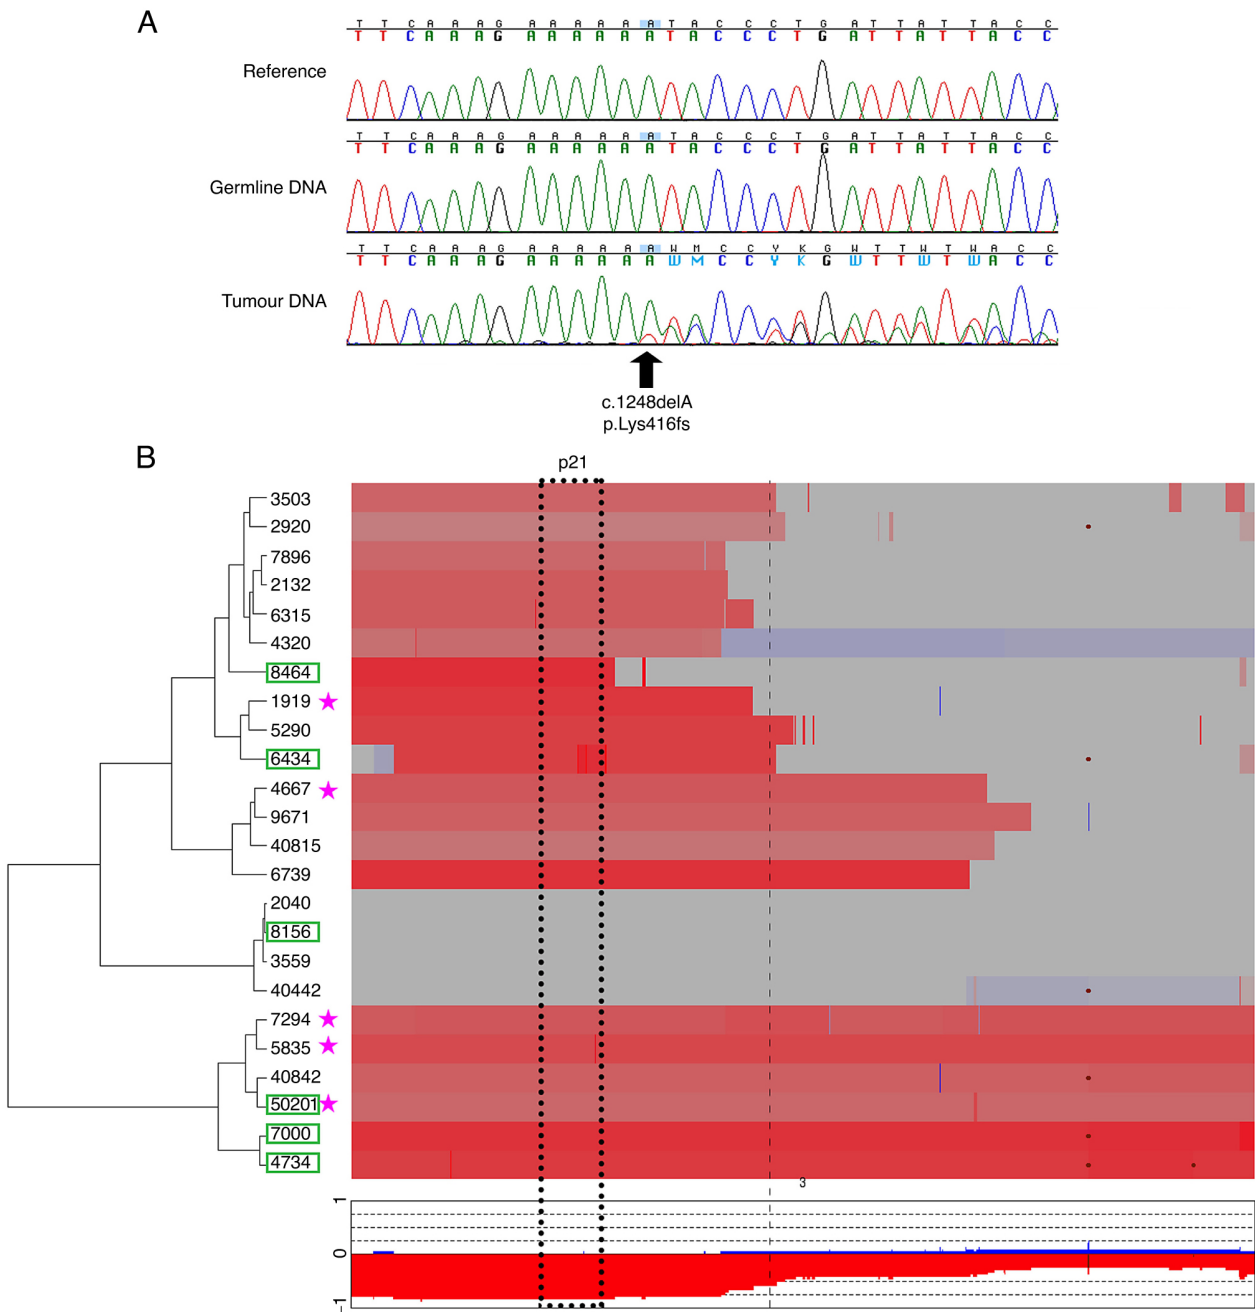 A
T T C A A A G A A A A A A T A C C C T G A T T A T T A C C
T T C A A A G A A A A A A T A C C C T G A T T A T T A C C
Reference
T T C A A A G A A A A A A T A C C C T G A T T A T T A C C
T T C A A A G A A A A A A T A C C C T G A T T A T T A C C
Germline DNA
T T C A A A G A A A A A A W M C C Y K G W T T W T W A C C
T T C A A A G A A A A A A W M C C Y K G W T T W T W A C C
Tumour DNA
c.1248delA
p.Lys416fs
B
p21
3503
2920
7896
2132
6315
4320
8464
1919
5290
6434
4667
9671
40815
6739
2040
8156
3559
40442
7294
5835
40842
50201
7000
4734
3
1
0
-1